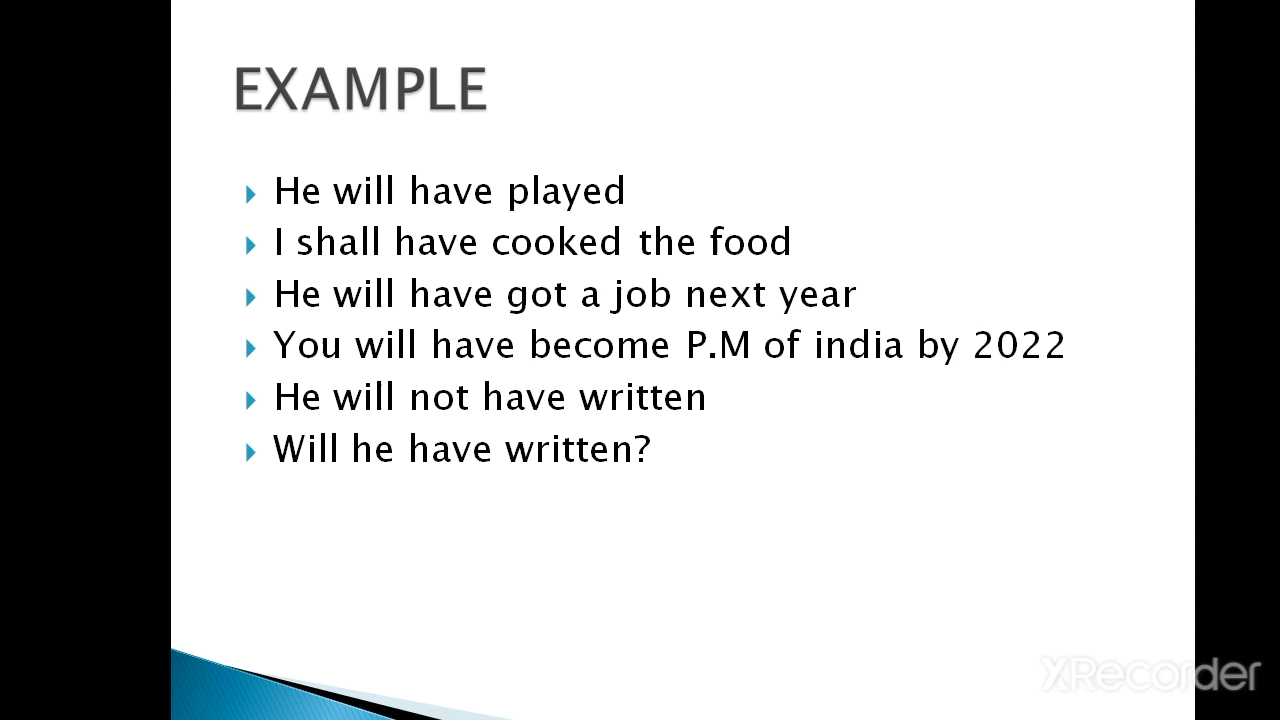 EXAMPLE
He will have played
I shall have cooked the food
He will have got a job next year
You will have become P.M of india by 2022
He will not have written
Will he have written?
XRecorder